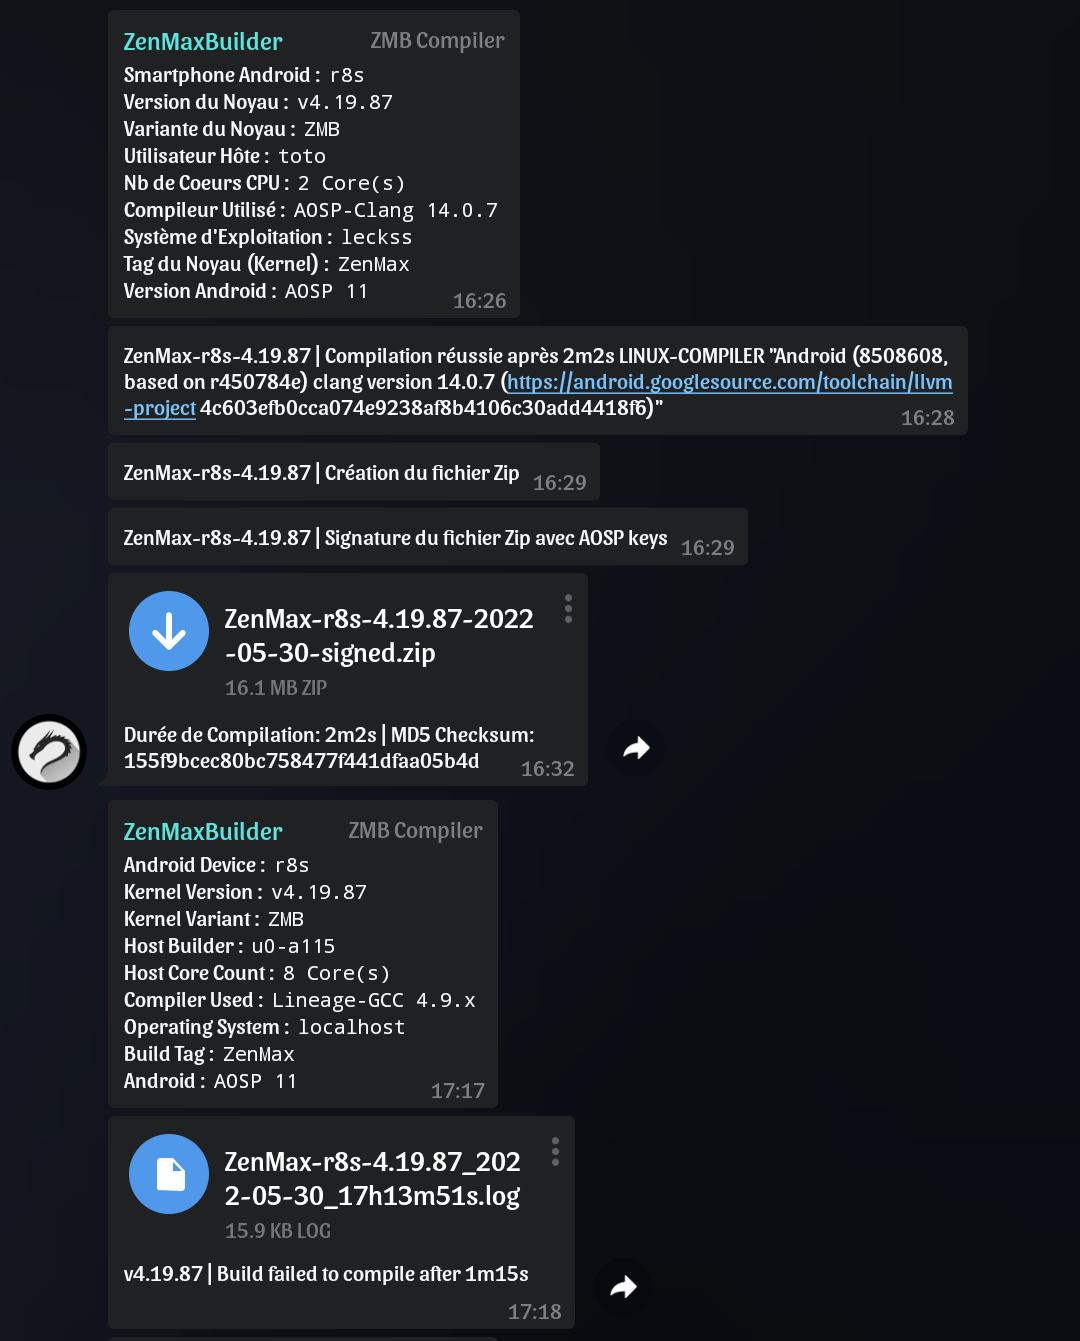 ZenMaxBuilder ZMB Compiler
Smartphone Android : r8s
Version du Noyau : v4.19.87
Variante du Noyau : ZMB
Utilisateur Hôte : toto
Nb de Coeurs CPU : 2 Core(s)
Compileur Utilisé : AOSP-Clang 14.0.7
Système d'Exploitation : leckss
Tag du Noyau (Kernel) : ZenMax
Version Android : AOSP 11
16:26
ZenMax-r8s-4.19.87 | Compilation réussie après 2m2s LINUX-COMPILER "Android (8508608,
based on r450784e) clang version 14.0.7 (https://android.googlesource.com/toolchain/llvm
-project 4c603efb0cca074e9238af8b4106c30add4418f6)"
16:28
ZenMax-r8s-4.19.87 | Création du fichier Zip 16:29
ZenMax-r8s-4.19.87 | Signature du fichier Zip avec AOSP keys 16:29
ZenMax-r8s-4.19.87-2022
-05-30-signed.zip
16.1 MB ZIP
Durée de Compilation: 2m2s | MD5 Checksum:
155f9bcec80bc758477f441dfaa05b4d 16:32
ZenMaxBuilder ZMB Compiler
Android Device : r8s
Kernel Version : v4.19.87
Kernel Variant : ZMB
Host Builder : u0-a115
Host Core Count : 8 Core(s)
Compiler Used : Lineage-GCC 4.9.x
Operating System : localhost
Build Tag : ZenMax
Android : AOSP 11
17:17
ZenMax-r8s-4.19.87_202
2-05-30_17h13m51s.log
15.9 KB LOG
v4.19.87 | Build failed to compile after 1m15s
17:18